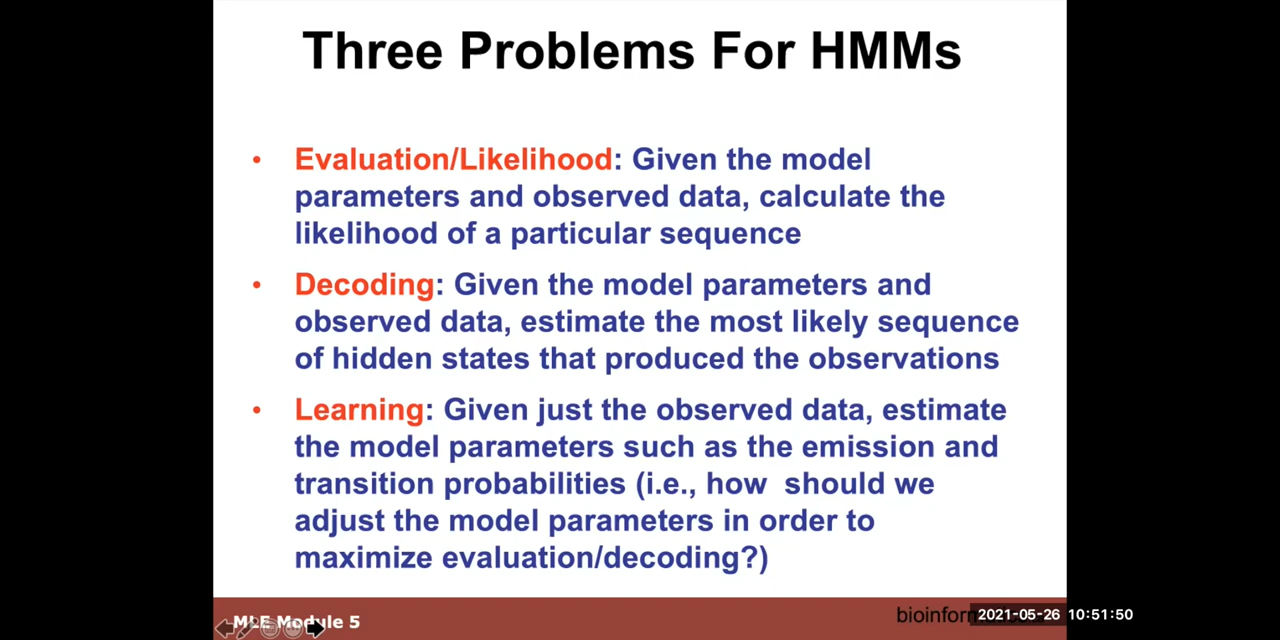 Three Problems For HMMs
• Evaluation/Likelihood: Given the model
parameters and observed data, calculate the
likelihood of a particular sequence
• Decoding: Given the model parameters and
observed data, estimate the most likely sequence
of hidden states that produced the observations
• Learning: Given just the observed data, estimate
the model parameters such as the emission and
transition probabilities (i.e., how should we
adjust the model parameters in order to
maximize evaluation/decoding?)
MLE Module 5
2021-05-26 10:51:50